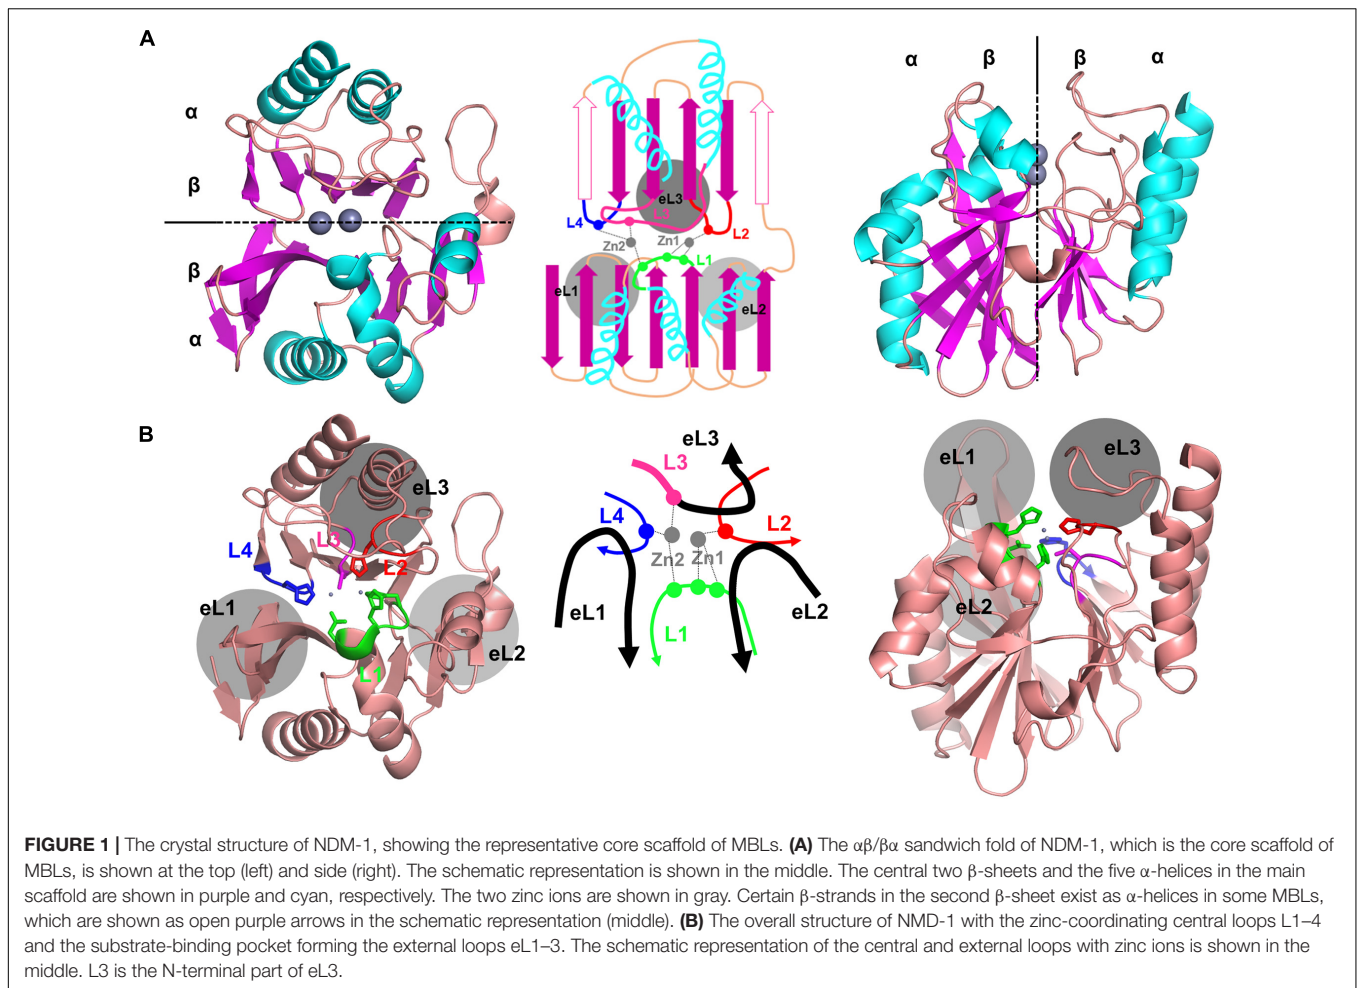 A
α
β
β
α
eL3
L3
L4
L2
Zn2
Zn1
L1
eL1
eL2
α
β
β
α
B
eL3
L4
L3
L2
eL1
eL2
L1
eL3
L3
L4
L2
Zn2
Zn1
eL1
eL2
L1
eL1
eL3
eL2
FIGURE 1 | The crystal structure of NDM-1, showing the representative core scaffold of MBLs. (A) The αβ/βα sandwich fold of NDM-1, which is the core scaffold of
MBLs, is shown at the top (left) and side (right). The schematic representation is shown in the middle. The central two β-sheets and the five α-helices in the main
scaffold are shown in purple and cyan, respectively. The two zinc ions are shown in gray. Certain β-strands in the second β-sheet exist as α-helices in some MBLs,
which are shown as open purple arrows in the schematic representation (middle). (B) The overall structure of NMD-1 with the zinc-coordinating central loops L1–4
and the substrate-binding pocket forming the external loops eL1–3. The schematic representation of the central and external loops with zinc ions is shown in the
middle. L3 is the N-terminal part of eL3.